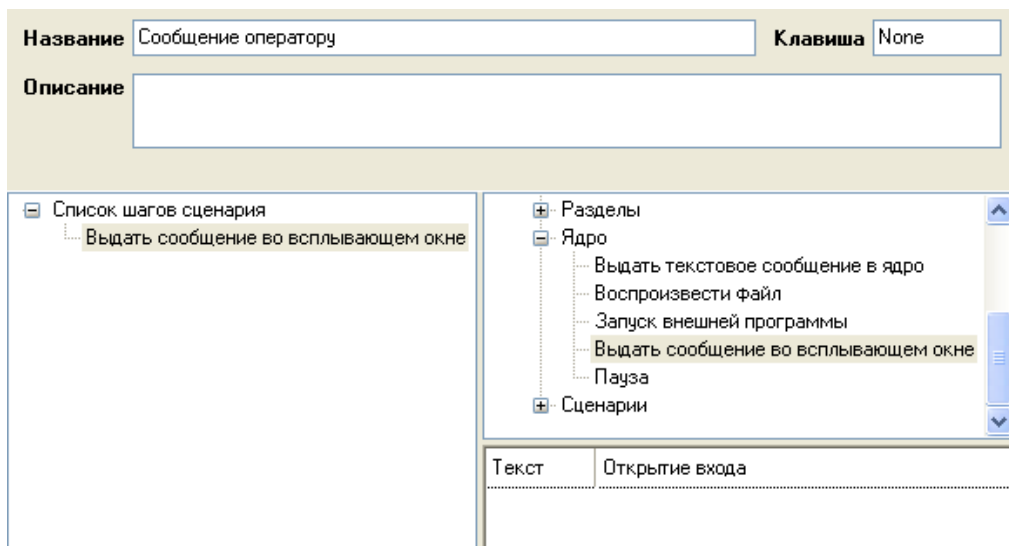 Название Сообщение оператору Клавиша None
Описание
Список шагов сценария
Выдать сообщение во всплывающем окне
Разделы
Ядро
Выдать текстовое сообщение в ядро
Воспроизвести файл
Запуск внешней программы
Выдать сообщение во всплывающем окне
Пауза
Сценарии
Текст Открытие входа